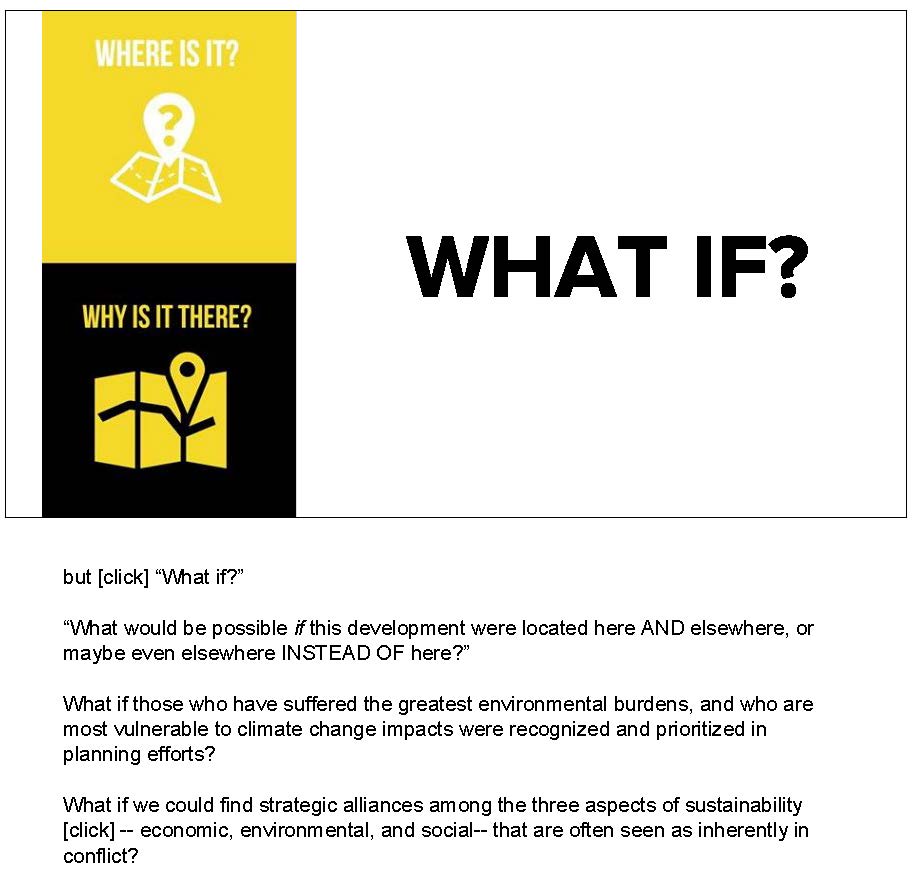 WHERE IS IT?
?
WHY IS IT THERE?
WHAT IF?
but [click] “What if?”
“What would be possible if this development were located here AND elsewhere, or
maybe even elsewhere INSTEAD OF here?”
What if those who have suffered the greatest environmental burdens, and who are
most vulnerable to climate change impacts were recognized and prioritized in
planning efforts?
What if we could find strategic alliances among the three aspects of sustainability
[click] -- economic, environmental, and social-- that are often seen as inherently in
conflict?